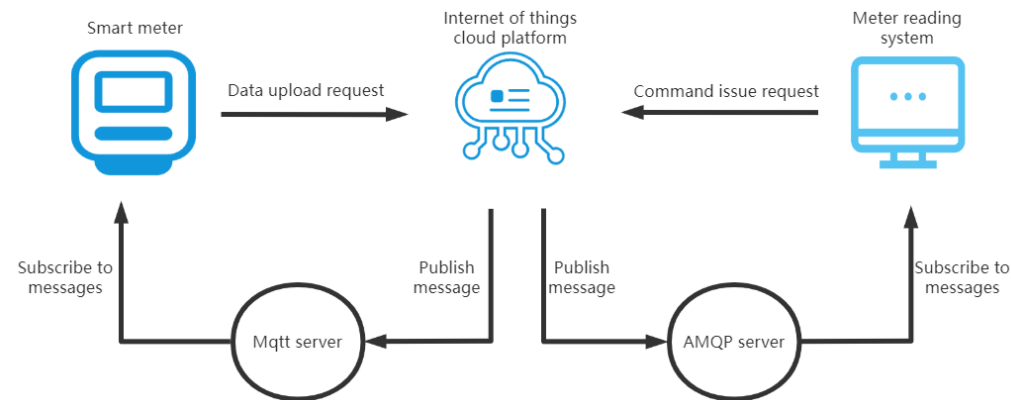 Smart meter
Internet of things
cloud platform
Meter reading
system
Data upload request
Command issue request
Subscribe to
messages
Publish
message
Publish
message
Subscribe to
messages
Mqtt server
AMQP server